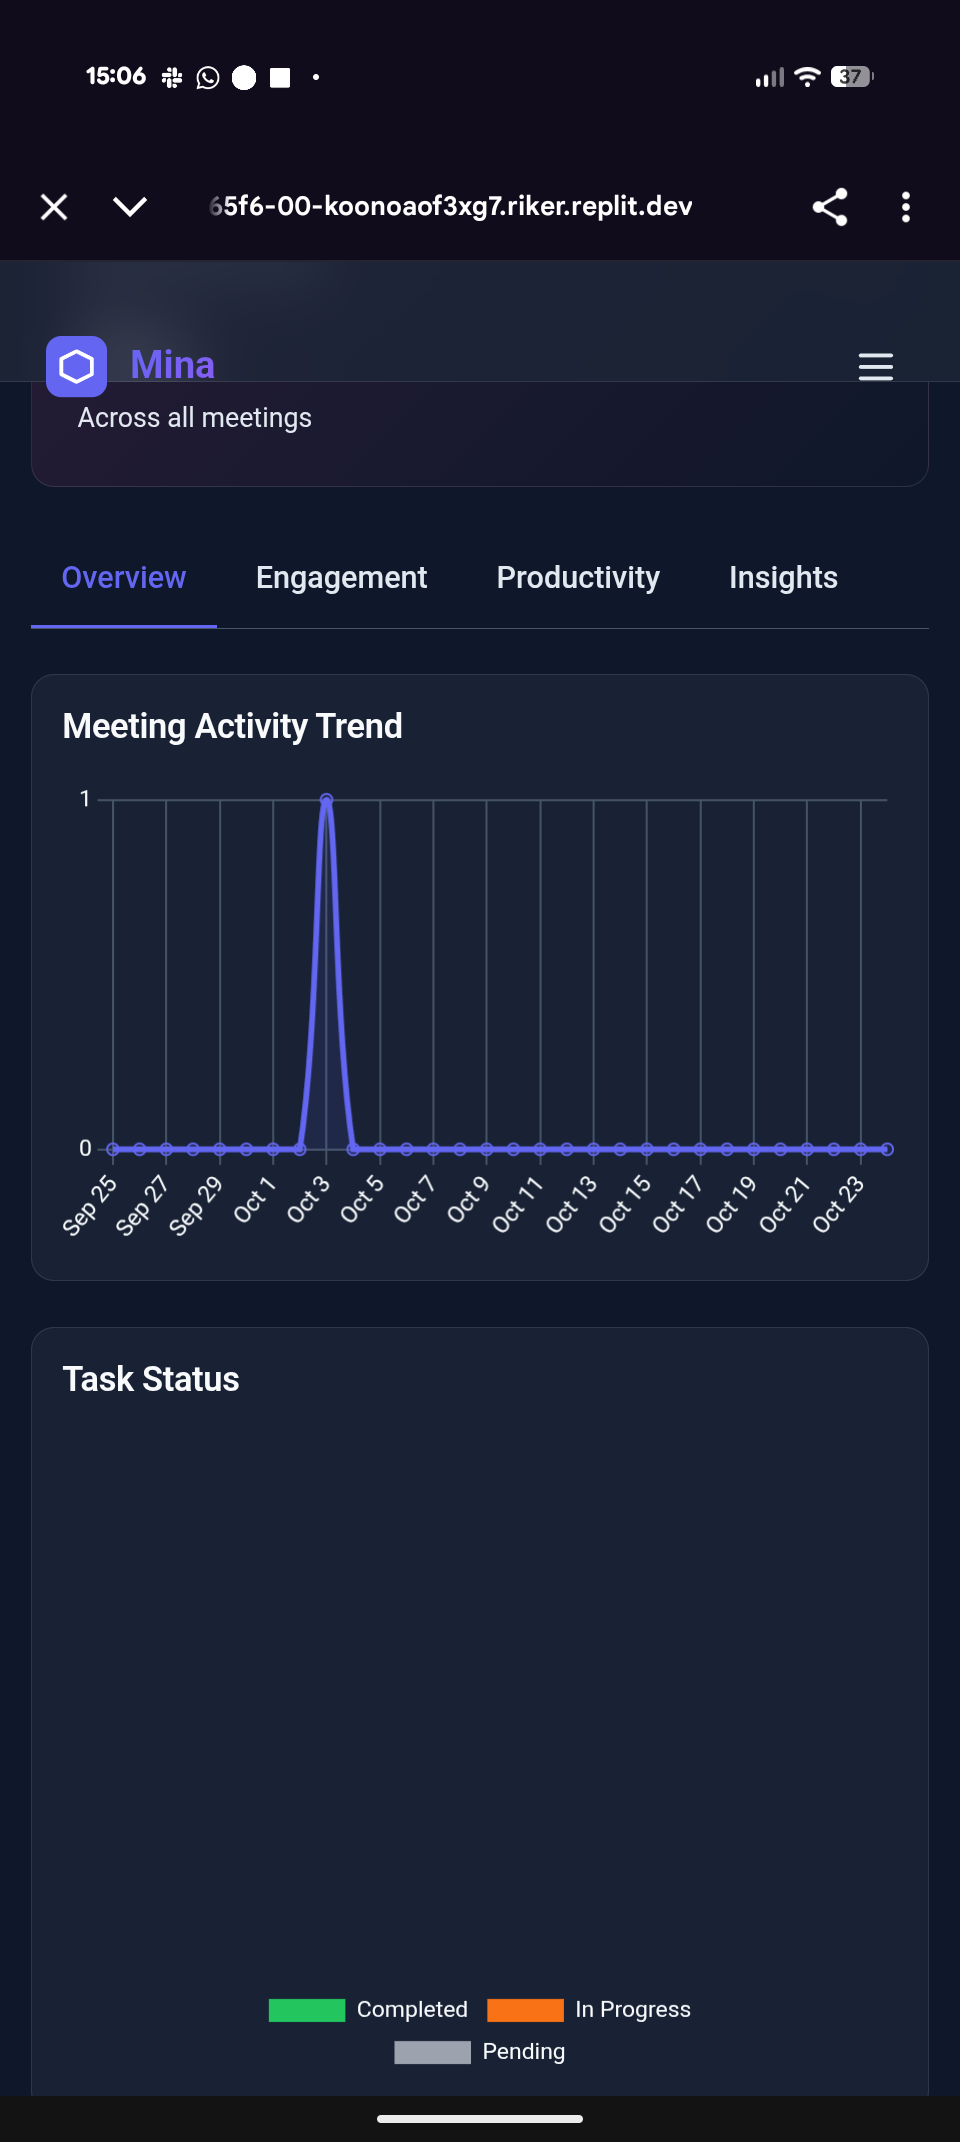 15:06
37
65f6-00-koonoaof3xg7.riker.replit.dev
Mina
Across all meetings
Overview Engagement Productivity Insights
Meeting Activity Trend
1
0
Sep 25 Sep 27 Sep 29 Oct 1 Oct 3 Oct 5 Oct 7 Oct 9 Oct 11 Oct 13 Oct 15 Oct 17 Oct 19 Oct 21 Oct 23
Task Status
Completed In Progress
Pending